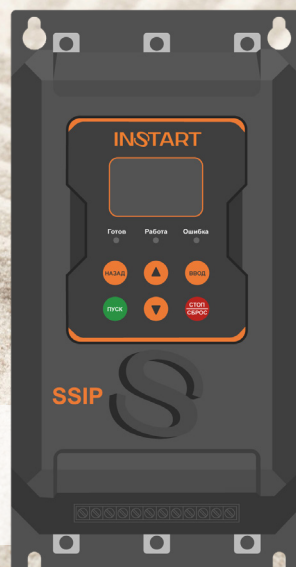 INSTART
Готов Работа Ошибка
НАЗАД ВВОД
ПУСК СТОП
СБРОС
SSIP
S